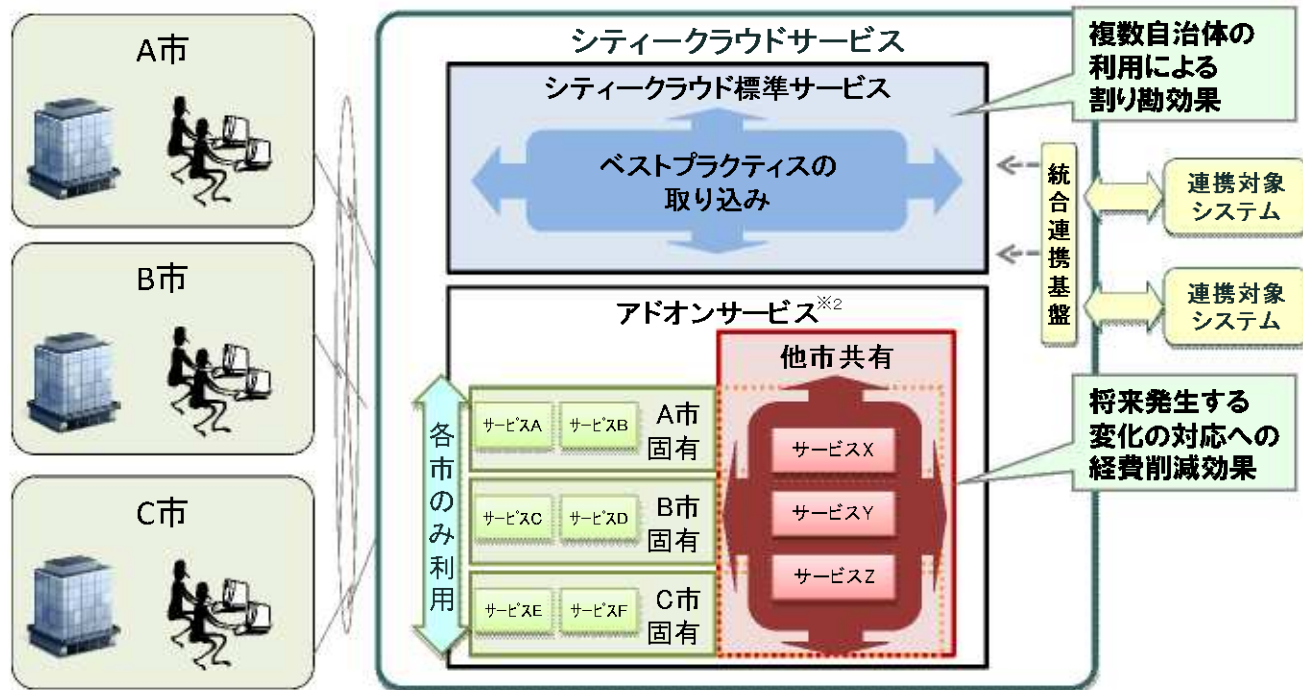 A市
B市
C市
シティークラウドサービス
シティークラウド標準サービス
ベストプラクティスの
取り込み
複数自治体の
利用による
割り勘効果
統合連携基盤
連携対象
システム
連携対象
システム
アドオンサービス※2
他市共有
各市のみ利用
サービスA
サービスB
A市
固有
サービスC
サービスD
B市
固有
サービスE
サービスF
C市
固有
サービスX
サービスY
サービスZ
将来発生する
変化の対応への
経費削減効果